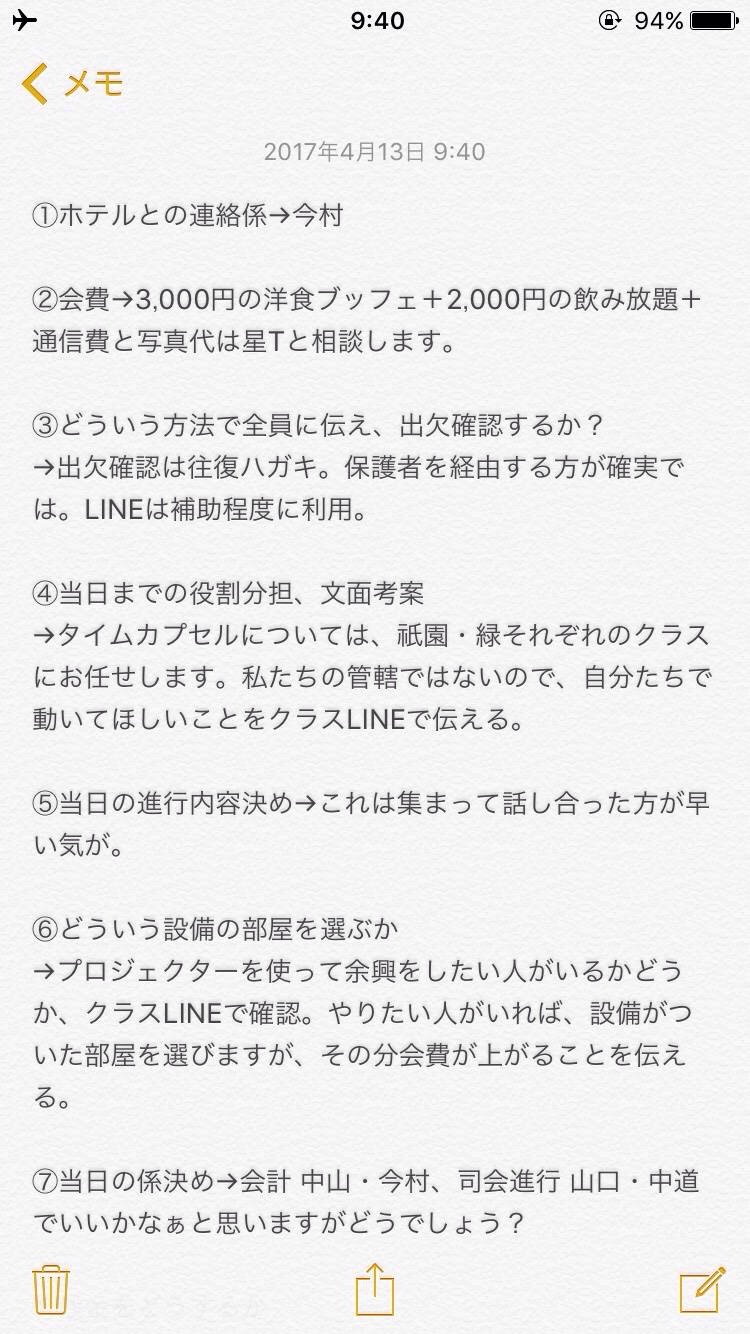 9:40
94%
メモ
2017年4月13日 9:40
①ホテルとの連絡係→今村
②会費→3,000円の洋食ブッフェ＋2,000円の飲み放題＋
通信費と写真代は星Tと相談します。
③どういう方法で全員に伝え、出欠確認するか？
→出欠確認は往復ハガキ。保護者を経由する方が確実で
は。LINEは補助程度に利用。
④当日までの役割分担、文面考案
→タイムカプセルについては、祇園・緑それぞれのクラス
にお任せします。私たちの管轄ではないので、自分たちで
動いてほしいことをクラスLINEで伝える。
⑤当日の進行内容決め→これは集まって話し合った方が早
い気が。
⑥どういう設備の部屋を選ぶか
→プロジェクターを使って余興をしたい人がいるかどう
か、クラスLINEで確認。やりたい人がいれば、設備がつ
いた部屋を選びますが、その分会費が上がることを伝え
る。
⑦当日の係決め→会計 中山・今村、司会進行 山口・中道
でいいかなぁと思いますがどうでしょう？